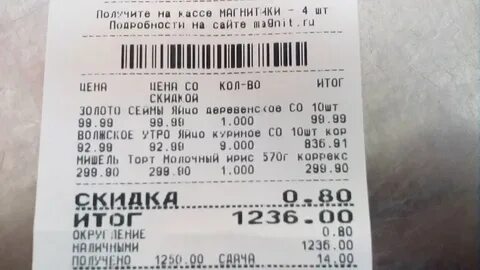 Получите на кассе МАГНИТИКИ - 4 шт
Подробности на сайте magnit.ru
ЦЕНА ЦЕНА СО СКИДКОЙ КОЛ-ВО ИТОГ
ЗОЛОТО СЕЙМЫ Яйцо деревенское СО 10шт
99.99 99.99 1.000 99.99
ВОЛЖСКОЕ УТРО Яйцо куриное СО 10шт кор
92.99 92.99 9.000 836.91
МИШЕЛЬ Торт Молочный ирис 570г коррекс
299.90 299.90 1.000 299.90
СКИДКА 0.80
ИТОГ 1236.00
ОКРУГЛЕНИЕ 0.80
НАЛИЧНЫМИ 1236.00
ПОЛУЧЕНО 1250.00 СДАЧА 14.00